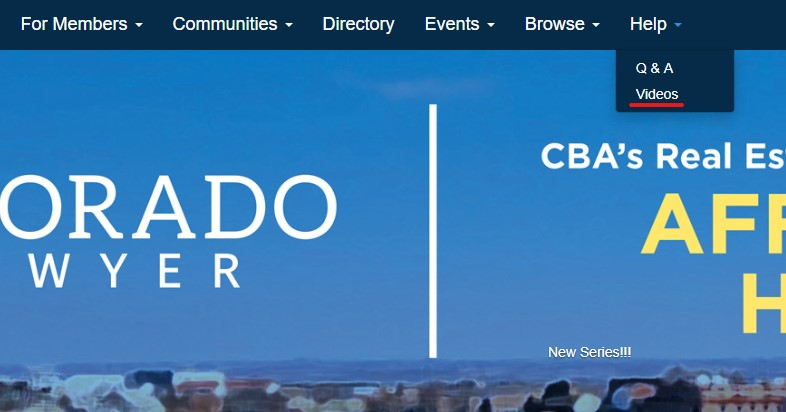 For Members Communities Directory Events Browse Help
Q & A
Videos
ORADO
WYER
CBA's Real Es
AFF
H
New Series!!!